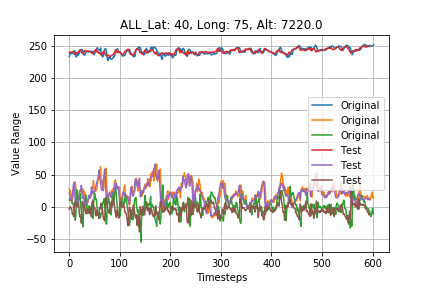 ALL_Lat: 40, Long: 75, Alt: 7220.0
250
200
150
100
50
0
−50
Value Range
Original
Original
Original
Test
Test
Test
0 100 200 300 400 500 600
Timesteps